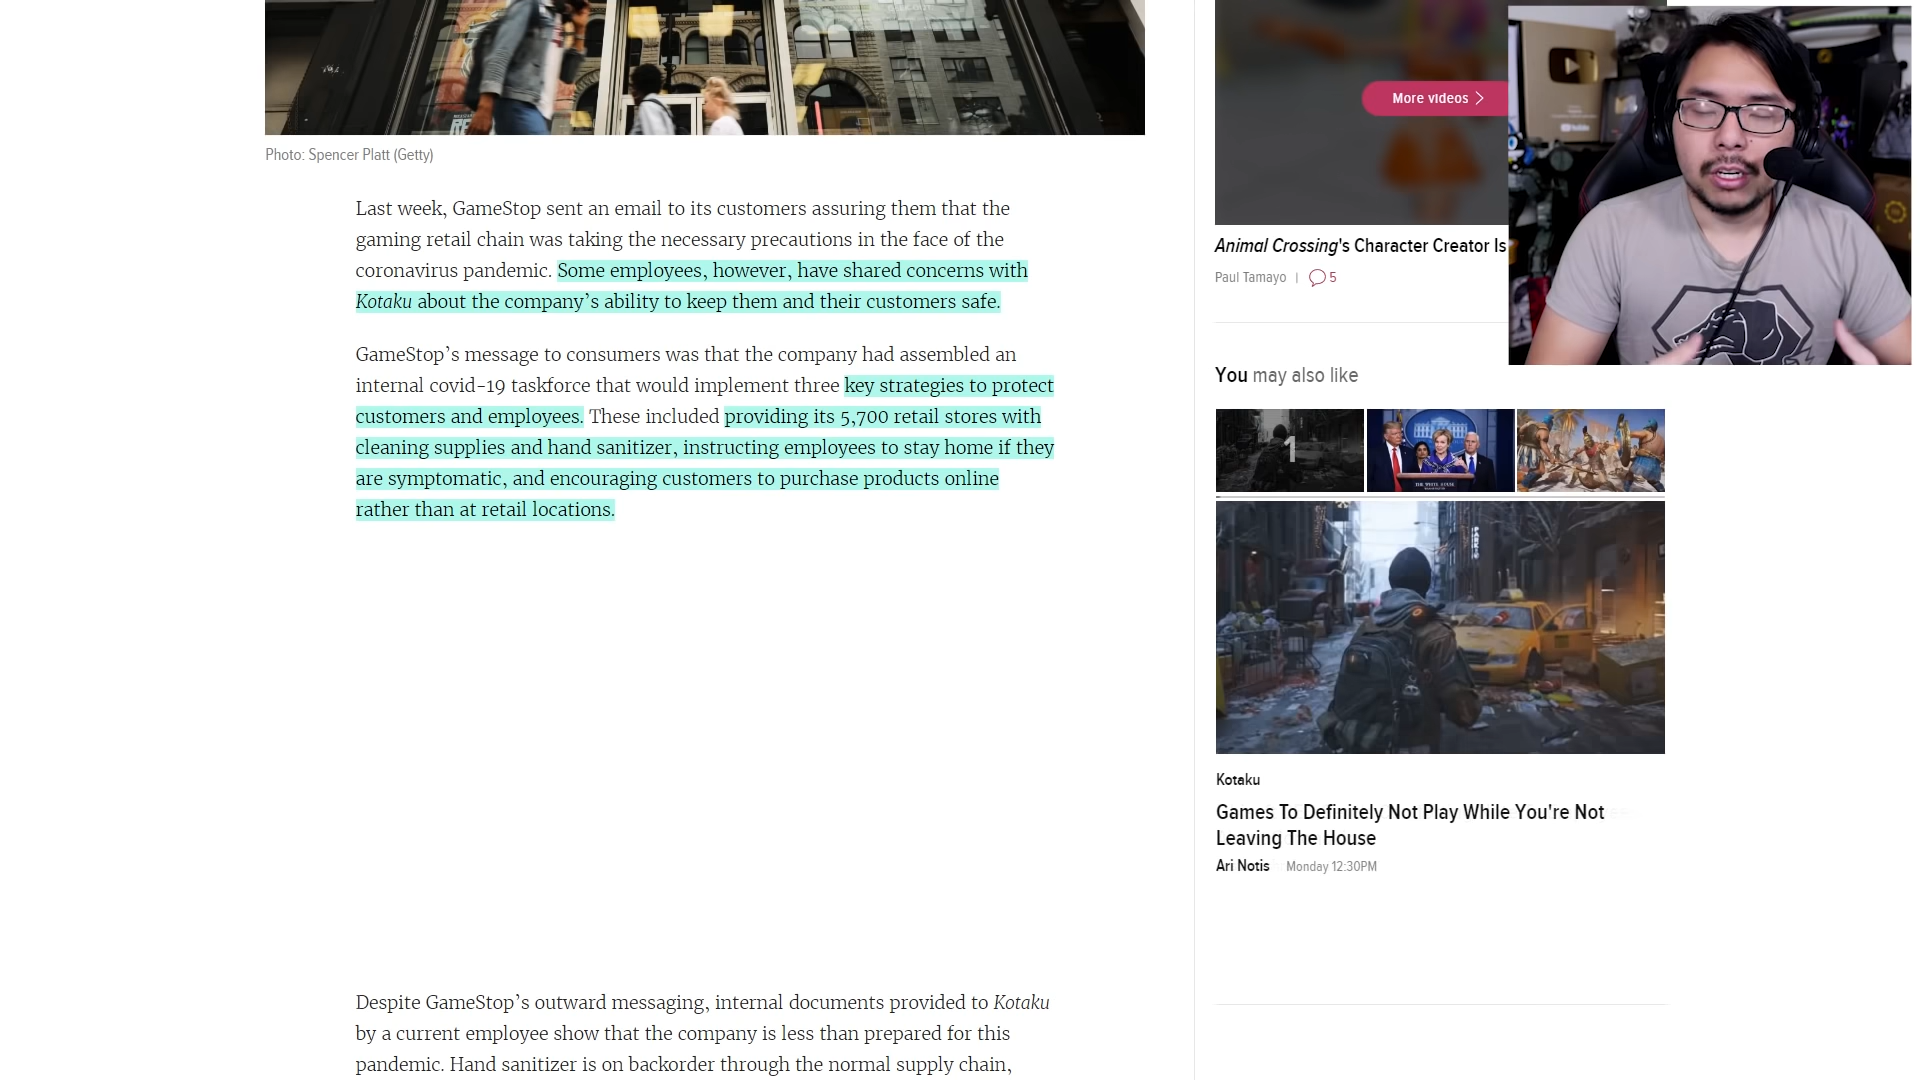 Photo: Spencer Platt (Getty)
Last week, GameStop sent an email to its customers assuring them that the
gaming retail chain was taking the necessary precautions in the face of the
coronavirus pandemic. Some employees, however, have shared concerns with
Kotaku about the company’s ability to keep them and their customers safe.
GameStop’s message to consumers was that the company had assembled an
internal covid-19 taskforce that would implement three key strategies to protect
customers and employees. These included providing its 5,700 retail stores with
cleaning supplies and hand sanitizer, instructing employees to stay home if they
are symptomatic, and encouraging customers to purchase products online
rather than at retail locations.
Despite GameStop’s outward messaging, internal documents provided to Kotaku
by a current employee show that the company is less than prepared for this
pandemic. Hand sanitizer is on backorder through the normal supply chain,
More videos
Animal Crossing's Character Creator Is
Paul Tamayo | 5
You may also like
1
THE WHITE HOUSE
PARK
Kotaku
Games To Definitely Not Play While You're Not
Leaving The House
Ari Notis Monday 12:30PM